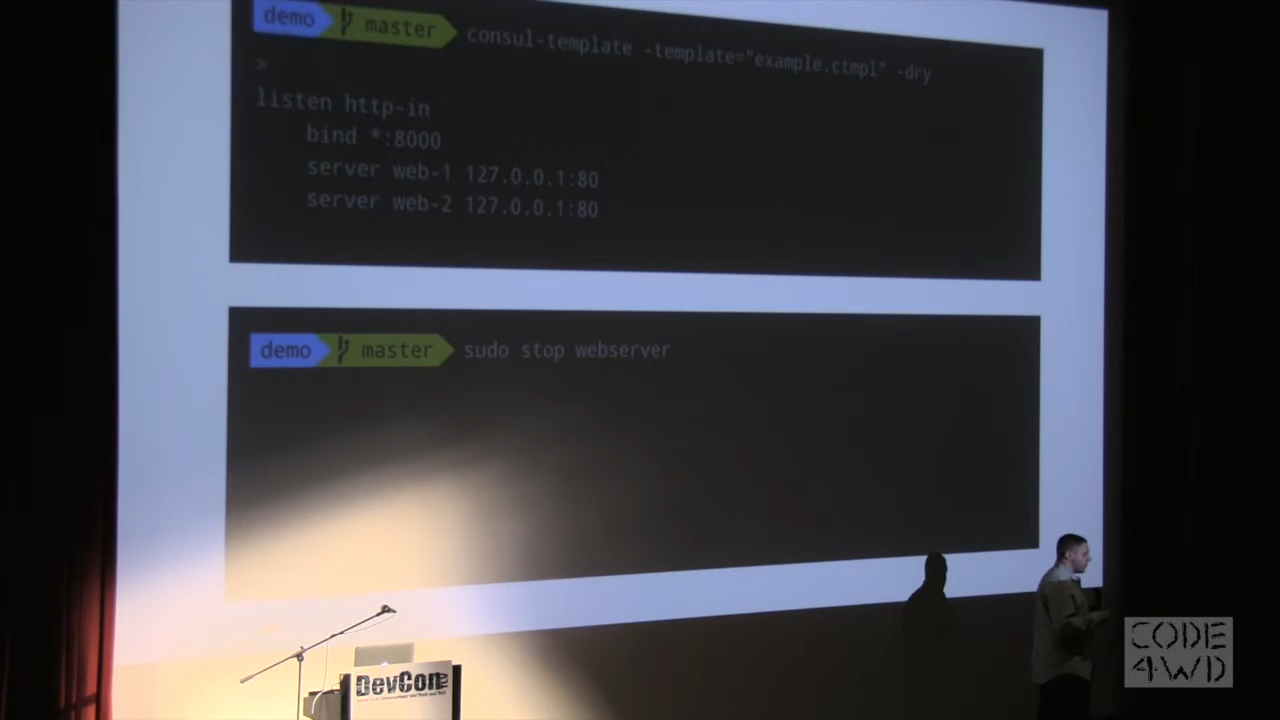 demo master consul-template -template="example.ctmpl" -dry
>
listen http-in
bind *:8000
server web-1 127.0.0.1:80
server web-2 127.0.0.1:80
demo master sudo stop webserver
DevCon
CODE
4WD